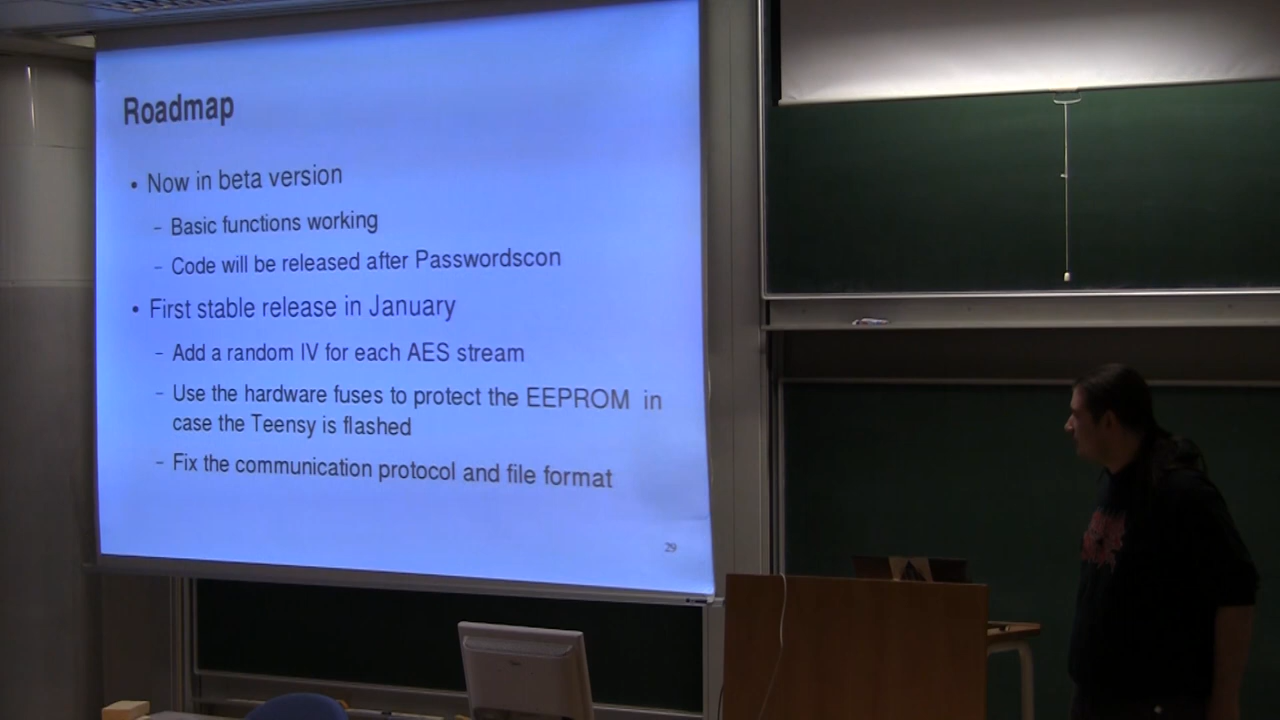 Roadmap
• Now in beta version
– Basic functions working
– Code will be released after Passwordscon
• First stable release in January
– Add a random IV for each AES stream
– Use the hardware fuses to protect the EEPROM in
case the Teensy is flashed
– Fix the communication protocol and file format
29